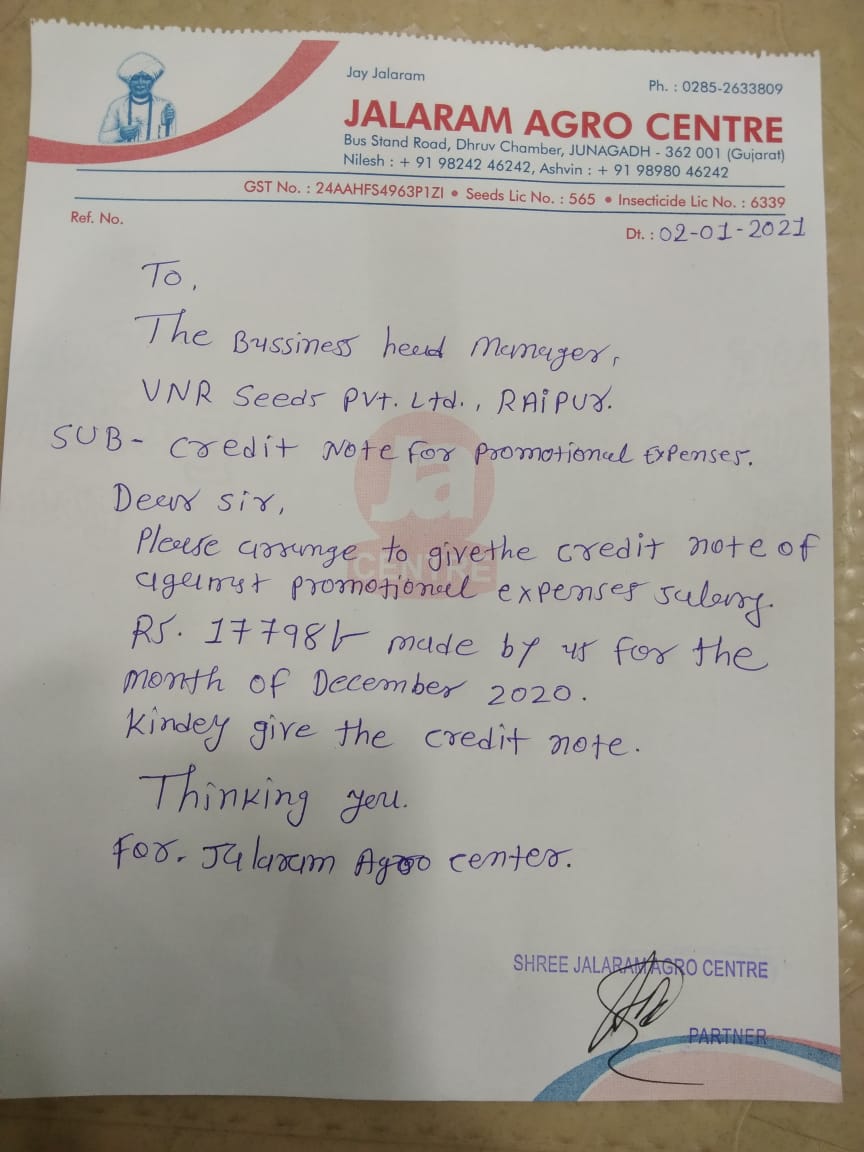 Jay Jalaram
Ph. : 0285-2633809
JALARAM AGRO CENTRE
Bus Stand Road, Dhruv Chamber, JUNAGADH - 362 001 (Gujarat)
Nilesh : + 91 98242 46242, Ashvin : + 91 98980 46242
GST No. : 24AAHFS4963P1ZI • Seeds Lic No. : 565 • Insecticide Lic No. : 6339
Ref. No.
Dt. : 02-01-2021
To,
The Bussiness head Manager,
VNR Seeds Pvt. Ltd., RAIPUR.
SUB- Credit Note For Promotional Expenses.
Dear sir,
Please arrunge to give the credit note of
against promotional expenses salary.
RS. 17798/- made by us for the
month of December 2020.
Kindey give the credit note.
Thinking you.
For. Jalaram Agro center.
Ja
CENTRE
SHREE JALARAM AGRO CENTRE
PARTNER